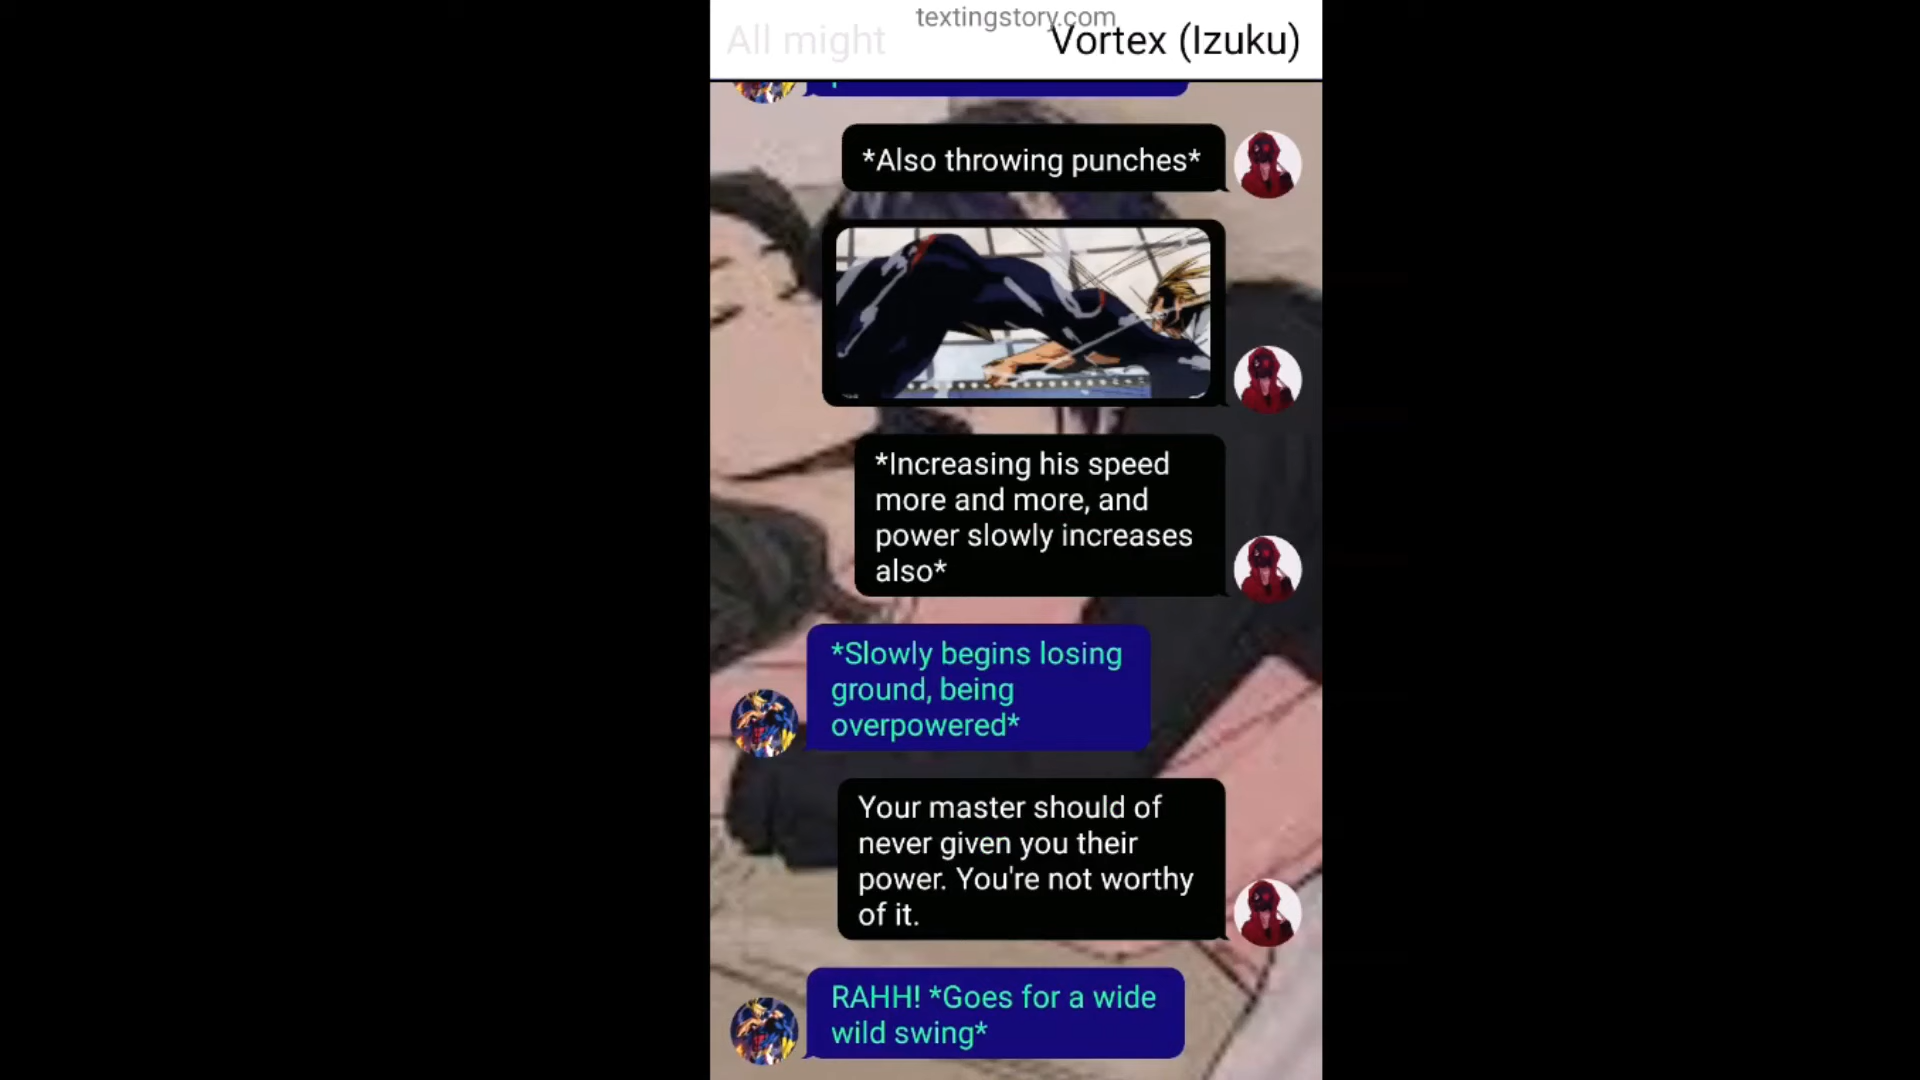 textingstory.com
All might
Vortex (Izuku)
*Also throwing punches*
*Increasing his speed
more and more, and
power slowly increases
also*
*Slowly begins losing
ground, being
overpowered*
Your master should of
never given you their
power. You're not worthy
of it.
RAHH! *Goes for a wide
wild swing*